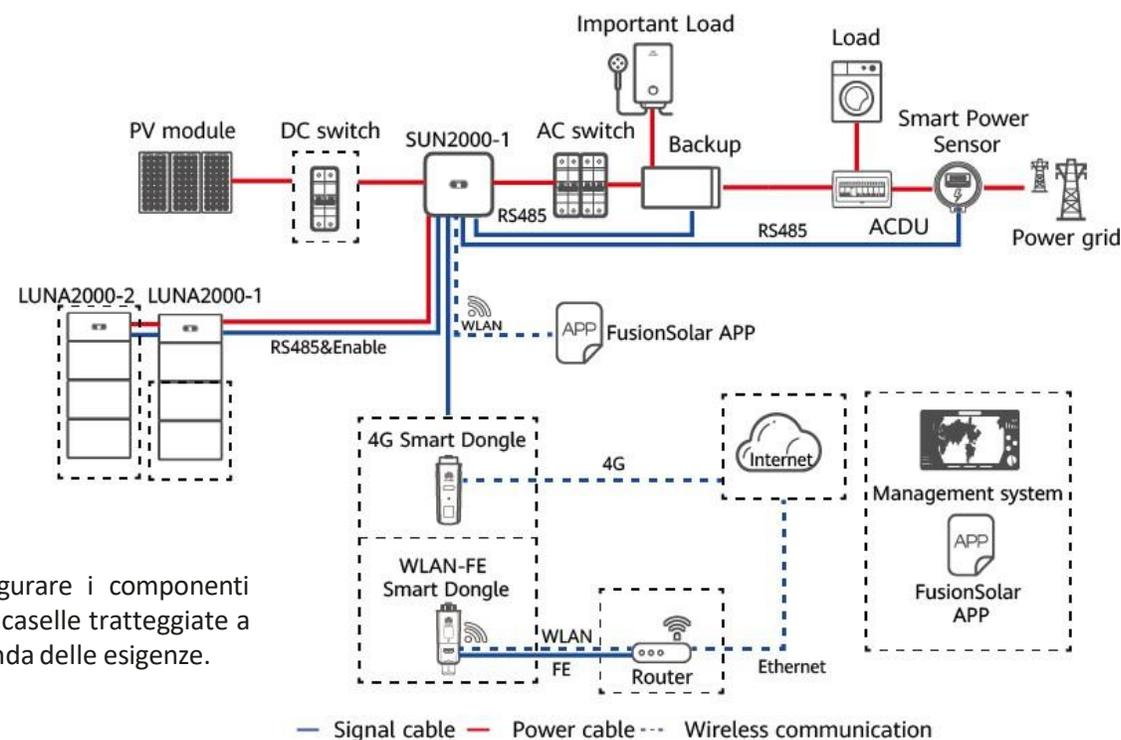 Important Load
Load
PV module
DC switch
SUN2000-1
AC switch
Backup
Smart Power
Sensor
RS485
RS485
ACDU
Power grid
LUNA2000-2
LUNA2000-1
RS485&Enable
WLAN
APP
FusionSolar APP
4G Smart Dongle
4G
Internet
Management system
APP
FusionSolar
APP
WLAN-FE
Smart Dongle
WLAN
FE
Router
Ethernet
i componenti
caselle tratteggiate a
delle esigenze.
Signal cable
Power cable
Wireless communication